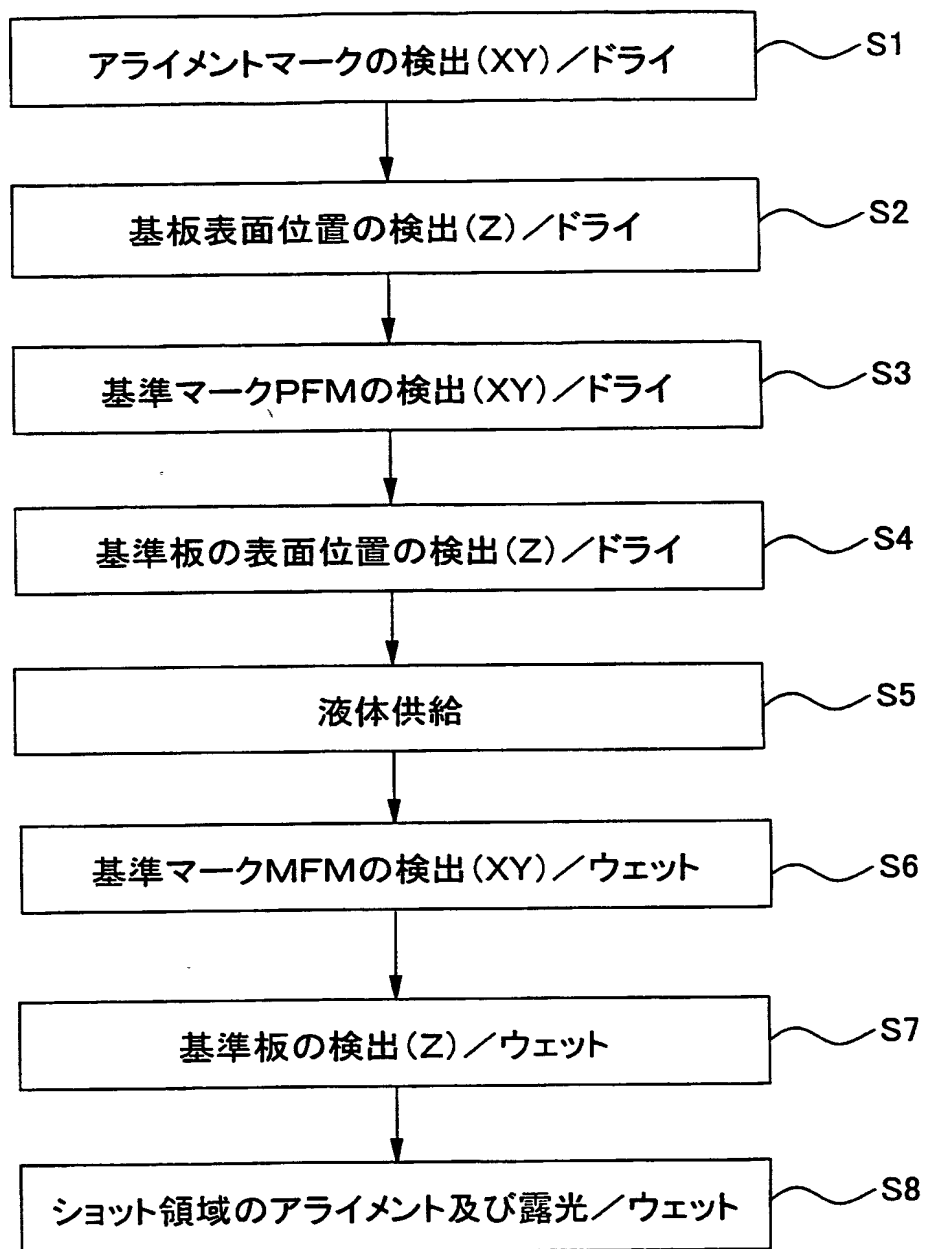 アライメントマークの検出(XY)／ドライ
S1
基板表面位置の検出(Z)／ドライ
S2
基準マークPFMの検出(XY)／ドライ
S3
基準板の表面位置の検出(Z)／ドライ
S4
液体供給
S5
基準マークMFMの検出(XY)／ウェット
S6
基準板の検出(Z)／ウェット
S7
ショット領域のアライメント及び露光／ウェット
S8